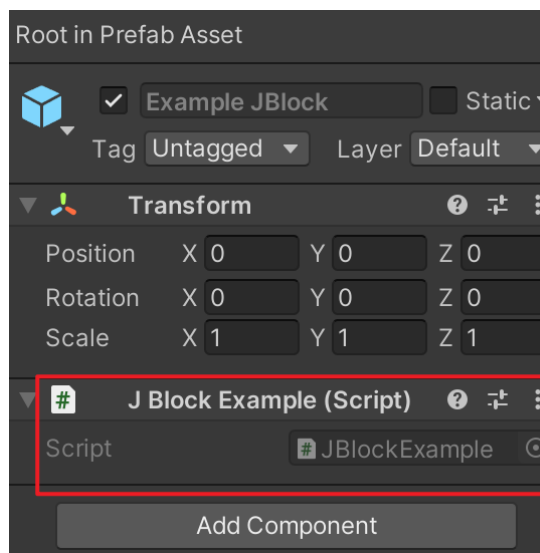 Root in Prefab Asset
Example JBlock Static
Tag Untagged Layer Default
Transform
Position X 0 Y 0 Z 0
Rotation X 0 Y 0 Z 0
Scale X 1 Y 1 Z 1
# J Block Example (Script)
Script # JBlockExample
Add Component